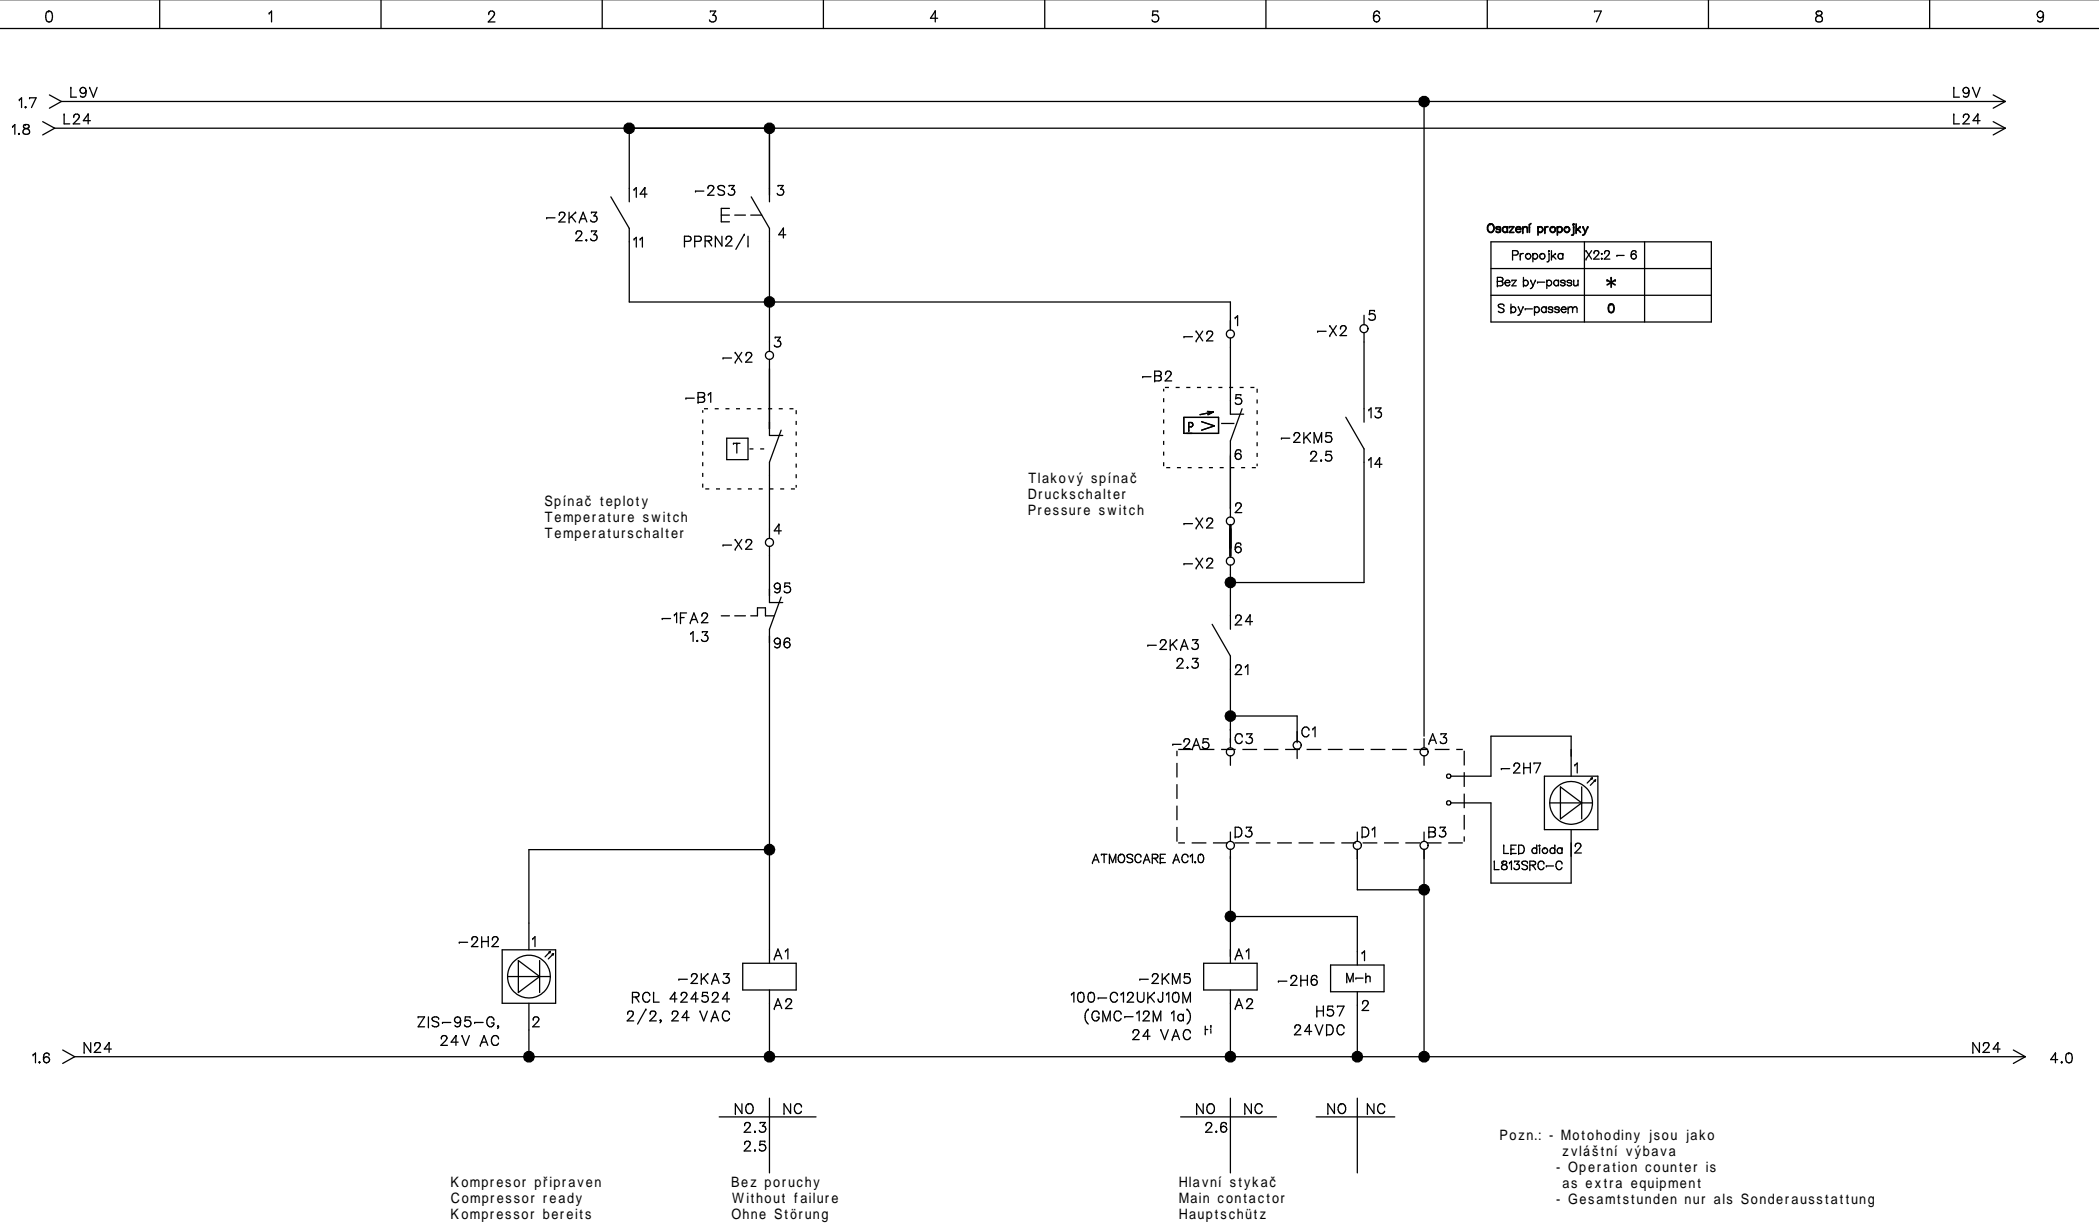 0 1 2 3 4 5 6 7 8 9
1.7 L9V L9V
1.8 L24 L24
14
-2KA3
2.3
11
-2S3
3
E
4
PPRN2/I
Osazení propojky
Propojka X2:2 - 6
Bez by-passu *
S by-passem 0
3
-X2
-B1
T
Spínač teploty
Temperature switch
Temperaturschalter
4
-X2
95
-1FA2
1.3
96
1
-X2
-B2
5
p >
6
Tlakový spínač
Druckschalter
Pressure switch
2
-X2
6
-X2
5
-X2
13
-2KM5
2.5
14
24
-2KA3
2.3
21
-2A5 C3 C1 A3
D3 D1 B3
ATMOSCARE AC1.0
-2H7
1
LED dioda 2
L813SRC-C
-2H2 1
ZIS-95-G, 2
24V AC
A1
-2KA3
RCL 424524 A2
2/2, 24 VAC
A1
-2KM5
100-C12UKJ10M A2
(GMC-12M 1a)
24 VAC
1
-2H6 M-h
2
H57
24VDC
1.6 N24 N24 4.0
NO NC
2.3
2.5
NO NC
2.6
NO NC
Kompresor připraven
Compressor ready
Kompressor bereits
Bez poruchy
Without failure
Ohne Störung
Hlavní stykač
Main contactor
Hauptschütz
Pozn.: - Motohodiny jsou jako
zvláštní výbava
- Operation counter is
as extra equipment
- Gesamtstunden nur als Sonderausstattung